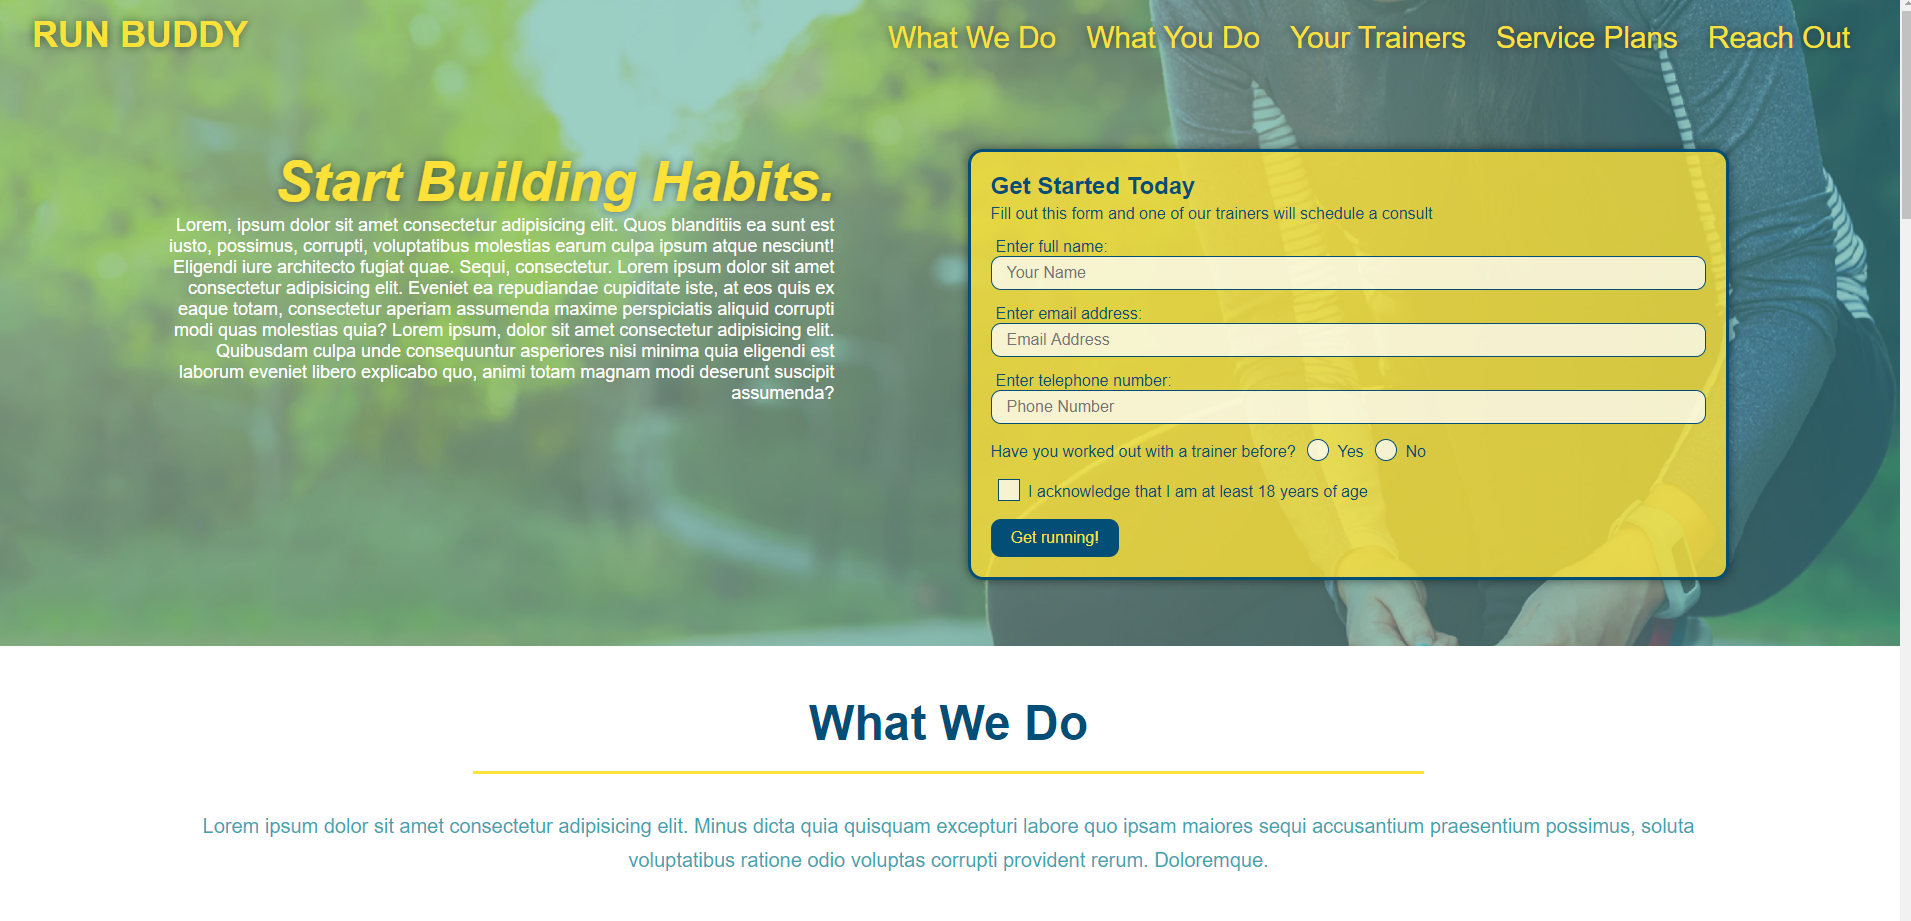 RUN BUDDY
What We Do
What You Do
Your Trainers
Service Plans
Reach Out
Start Building Habits.
Lorem, ipsum dolor sit amet consectetur adipisicing elit. Quos blanditiis ea sunt est
iusto, possimus, corrupti, voluptatibus molestias earum culpa ipsum atque nesciunt!
Eligendi iure architecto fugiat quae. Sequi, consectetur. Lorem ipsum dolor sit amet
consectetur adipisicing elit. Eveniet ea repudiandae cupiditate iste, at eos quis ex
eaque totam, consectetur aperiam assumenda maxime perspiciatis aliquid corrupti
modi quas molestias quia? Lorem ipsum, dolor sit amet consectetur adipisicing elit.
Quibusdam culpa unde consequuntur asperiores nisi minima quia eligendi est
laborum eveniet libero explicabo quo, animi totam magnam modi deserunt suscipit
assumenda?
Get Started Today
Fill out this form and one of our trainers will schedule a consult
Enter full name:
Your Name
Enter email address:
Email Address
Enter telephone number:
Phone Number
Have you worked out with a trainer before? Yes No
I acknowledge that I am at least 18 years of age
Get running!
What We Do
Lorem ipsum dolor sit amet consectetur adipisicing elit. Minus dicta quia quisquam excepturi labore quo ipsam maiores sequi accusantium praesentium possimus, soluta
voluptatibus ratione odio voluptas corrupti provident rerum. Doloremque.